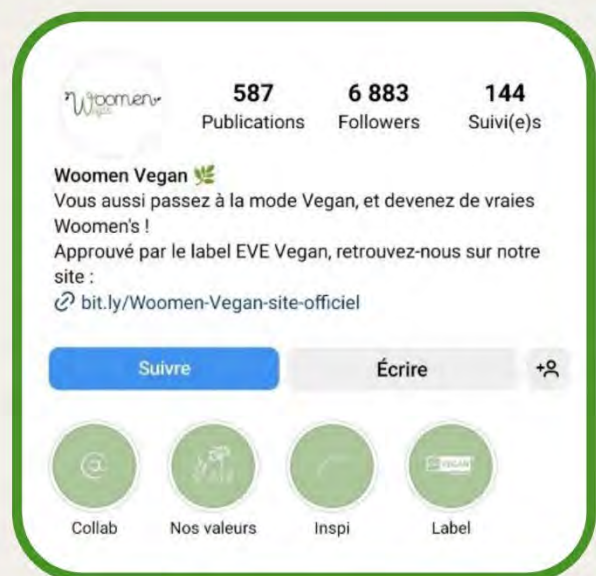 Woomen
587 6 883 144
Publications Followers Suivi(e)s
Woomen Vegan 🌿
Vous aussi passez à la mode Vegan, et devenez de vraies
Woomen's !
Approuvé par le label EVE Vegan, retrouvez-nous sur notre
site :
bit.ly/Woomen-Vegan-site-officiel
Suivre Écrire
Collab Nos valeurs Inspi Label